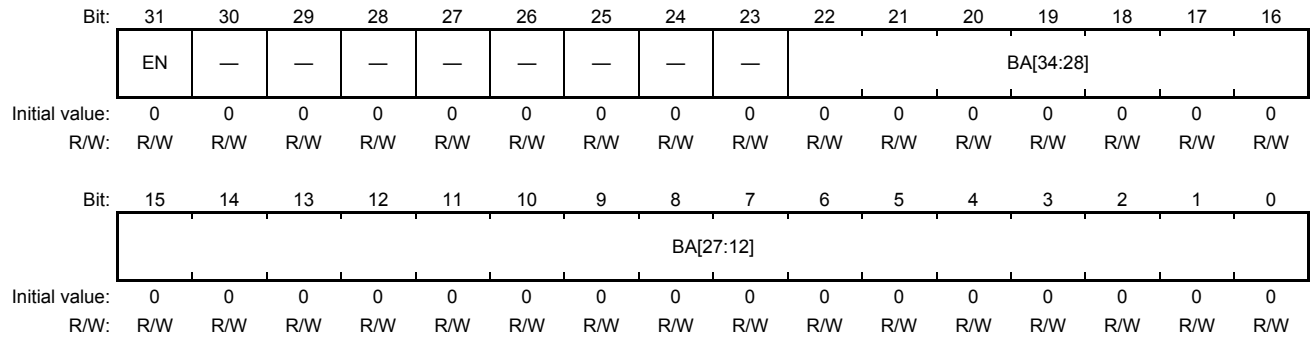 Bit: 31 30 29 28 27 26 25 24 23 22 21 20 19 18 17 16
EN — — — — — — — — BA[34:28]
Initial value: 0 0 0 0 0 0 0 0 0 0 0 0 0 0 0 0
R/W: R/W R/W R/W R/W R/W R/W R/W R/W R/W R/W R/W R/W R/W R/W R/W R/W
Bit: 15 14 13 12 11 10 9 8 7 6 5 4 3 2 1 0
BA[27:12]
Initial value: 0 0 0 0 0 0 0 0 0 0 0 0 0 0 0 0
R/W: R/W R/W R/W R/W R/W R/W R/W R/W R/W R/W R/W R/W R/W R/W R/W R/W